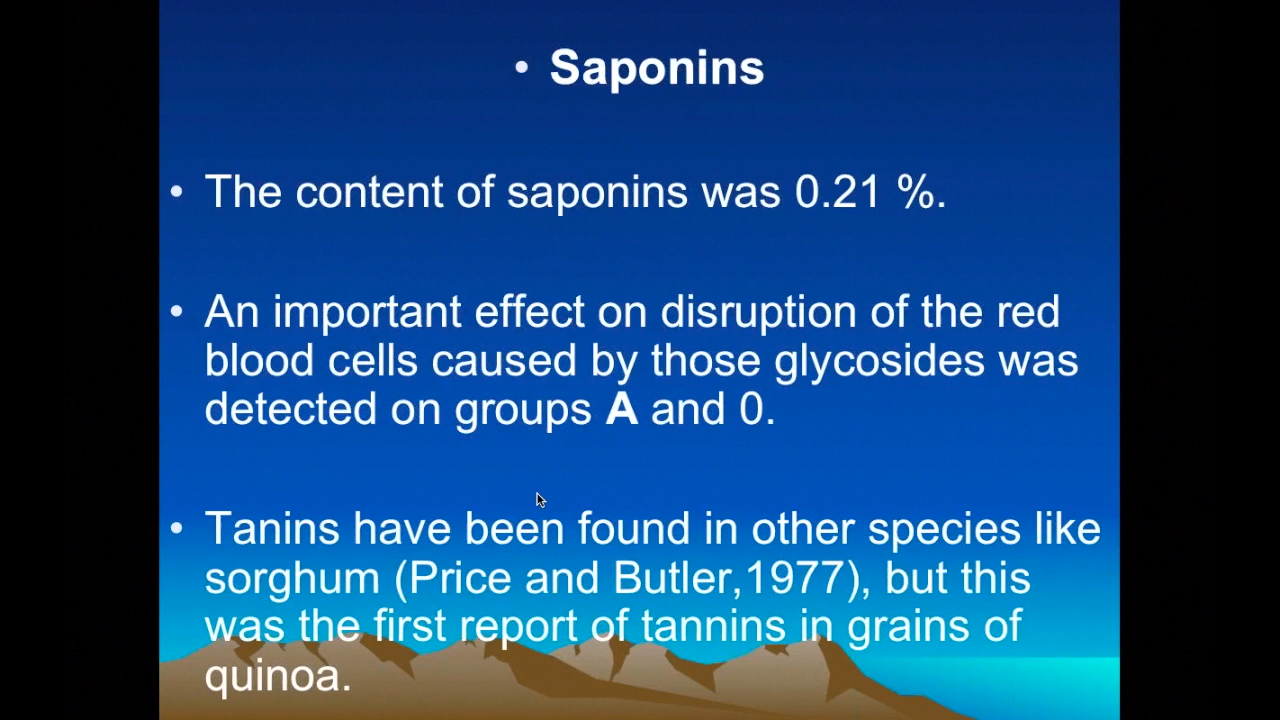 • Saponins
• The content of saponins was 0.21 %.
• An important effect on disruption of the red
blood cells caused by those glycosides was
detected on groups A and 0.
• Tanins have been found in other species like
sorghum (Price and Butler,1977), but this
was the first report of tannins in grains of
quinoa.